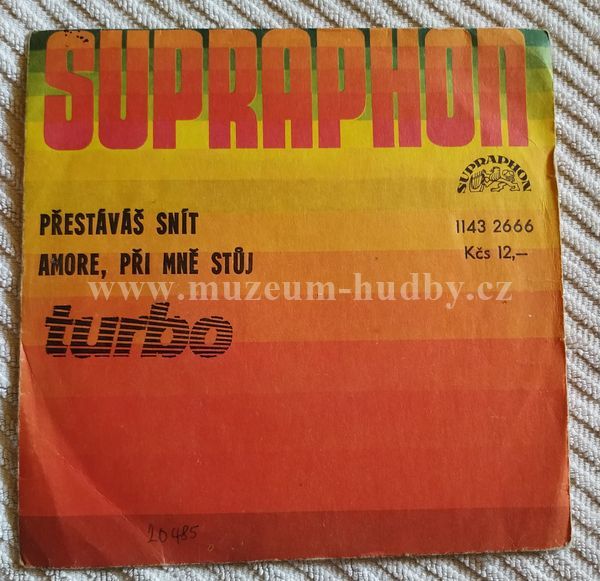 SUPRAPHON
SUPRAPHON
PŘESTÁVÁŠ SNÍT
1143 2666
AMORE, PŘI MNĚ STŮJ
Kčs 12,–
www.muzeum-hudby.cz
turbo
20485